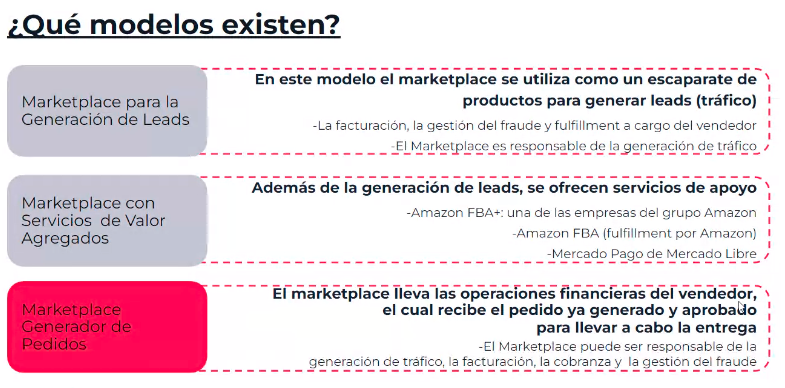 ¿Qué modelos existen?
Marketplace para la
Generación de Leads
En este modelo el marketplace se utiliza como un escaparate de
productos para generar leads (tráfico)
-La facturación, la gestión del fraude y fulfillment a cargo del vendedor
-El Marketplace es responsable de la generación de tráfico
Marketplace con
Servicios de Valor
Agregados
Además de la generación de leads, se ofrecen servicios de apoyo
-Amazon FBA+: una de las empresas del grupo Amazon
-Amazon FBA (fulfillment por Amazon)
-Mercado Pago de Mercado Libre
Marketplace
Generador de
Pedidos
El marketplace lleva las operaciones financieras del vendedor,
el cual recibe el pedido ya generado y aprobado
para llevar a cabo la entrega
-El Marketplace puede ser responsable de la
generación de tráfico, la facturación, la cobranza y la gestión del fraude